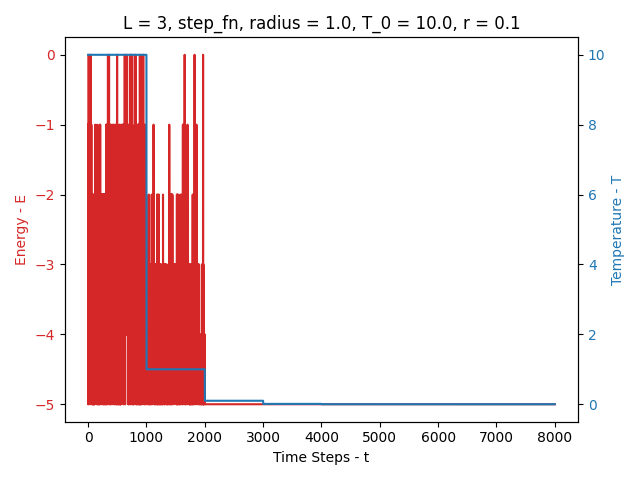 L = 3, step_fn, radius = 1.0, T_0 = 10.0, r = 0.1
0
−1
−2
−3
−4
−5
Energy - E
10
8
6
4
2
0
Temperature - T
0 1000 2000 3000 4000 5000 6000 7000 8000
Time Steps - t